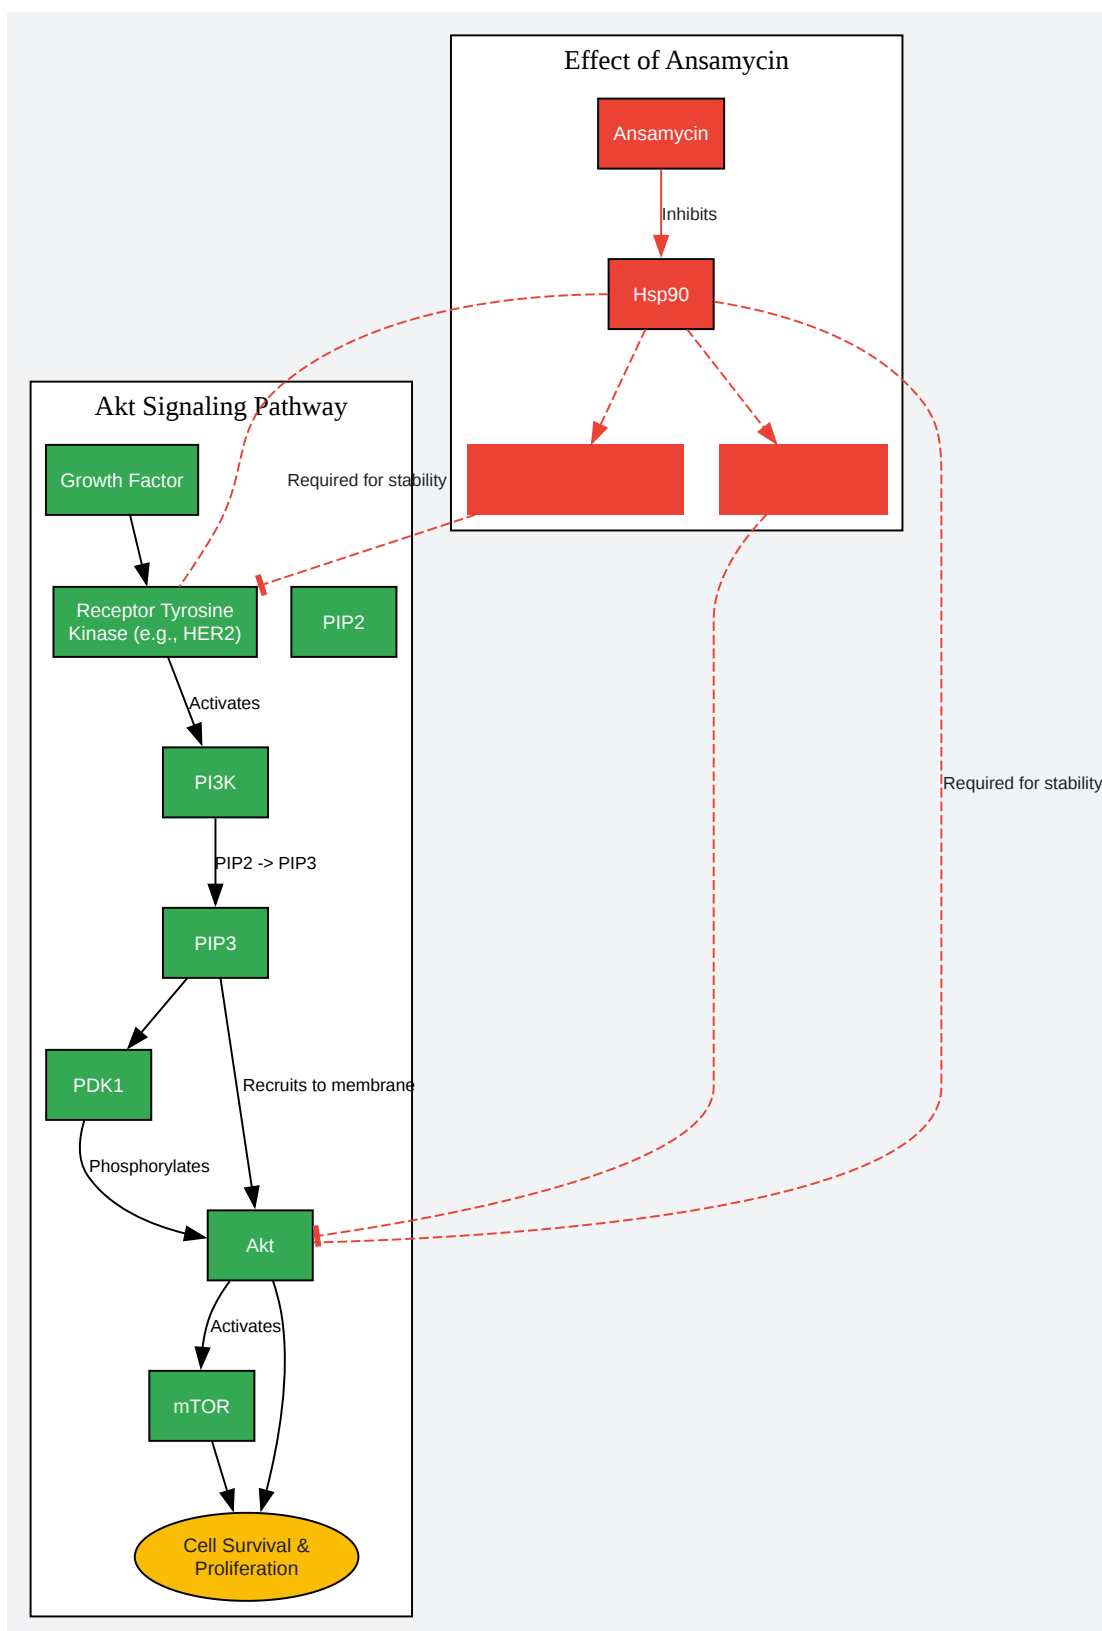 Effect of Ansamycin
Ansamycin
Inhibits
Hsp90
Akt Signaling Pathway
Growth Factor
Required for stability
Receptor Tyrosine
Kinase (e.g., HER2)
PIP2
Activates
PI3K
Required for stability
PIP2 -> PIP3
PIP3
PDK1
Recruits to membrane
Phosphorylates
Akt
Activates
mTOR
Cell Survival &
Proliferation